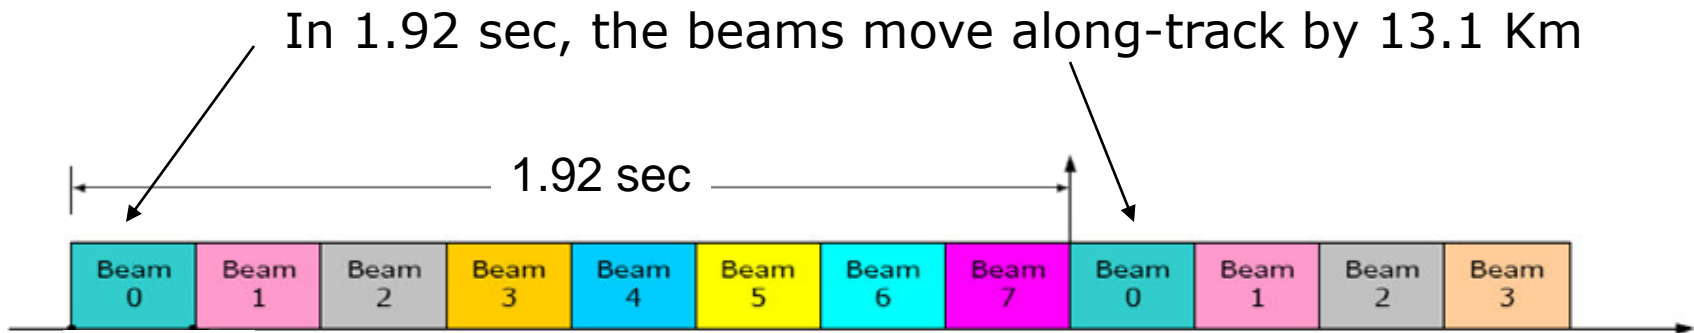 In 1.92 sec, the beams move along-track by 13.1 Km
1.92 sec
Beam 0 Beam 1 Beam 2 Beam 3 Beam 4 Beam 5 Beam 6 Beam 7 Beam 0 Beam 1 Beam 2 Beam 3